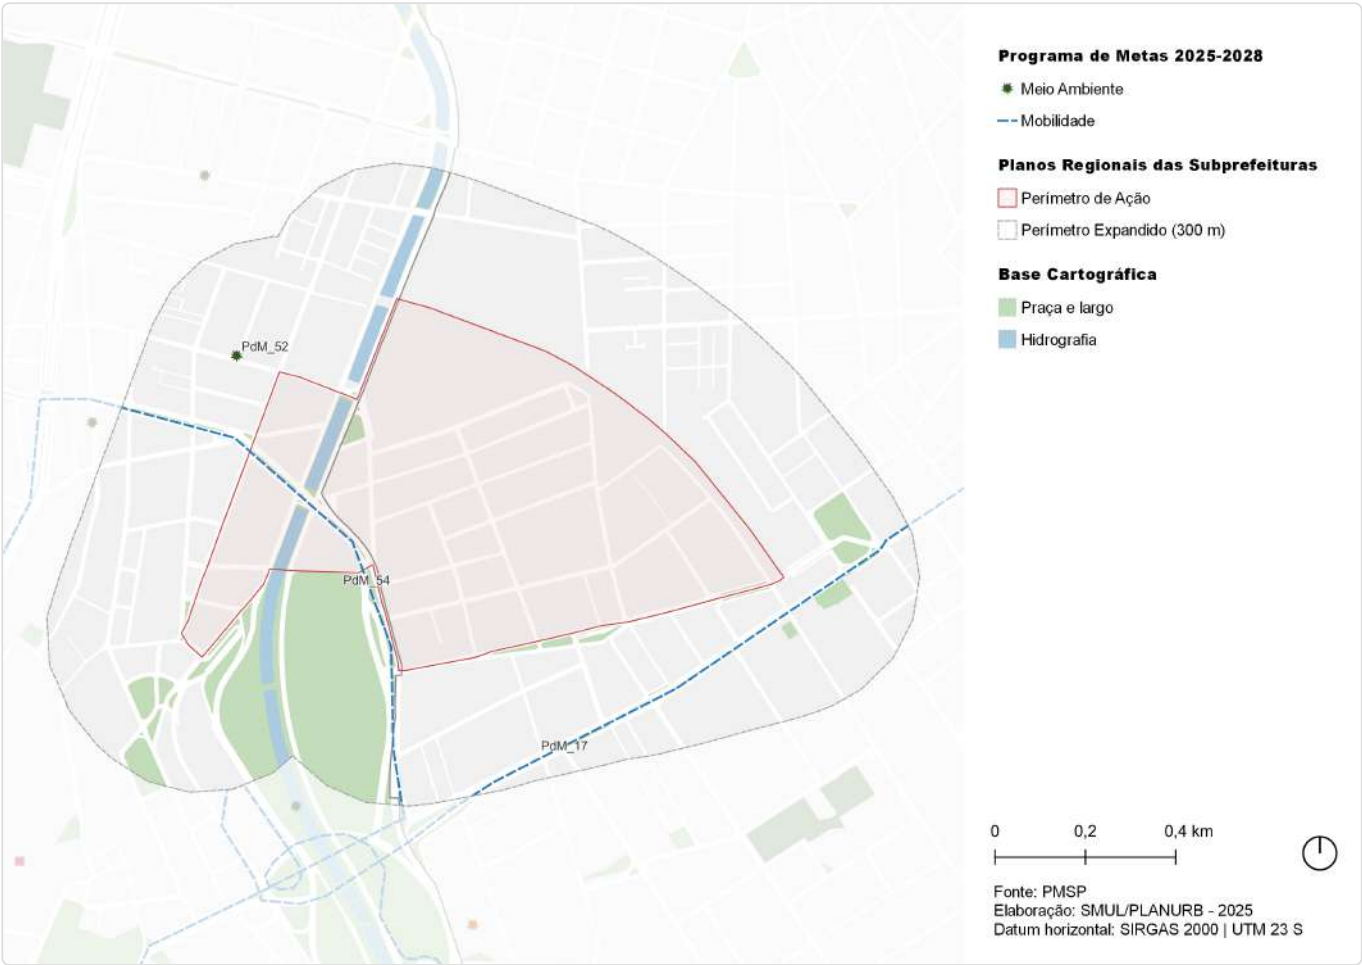 Programa de Metas 2025-2028
Meio Ambiente
Mobilidade
Planos Regionais das Subprefeituras
Perímetro de Ação
Perímetro Expandido (300 m)
Base Cartográfica
Praça e largo
Hidrografia
PdM_52
PdM_54
PdM_17
0 0,2 0,4 km
Fonte: PMSP
Elaboração: SMUL/PLANURB - 2025
Datum horizontal: SIRGAS 2000 | UTM 23 S